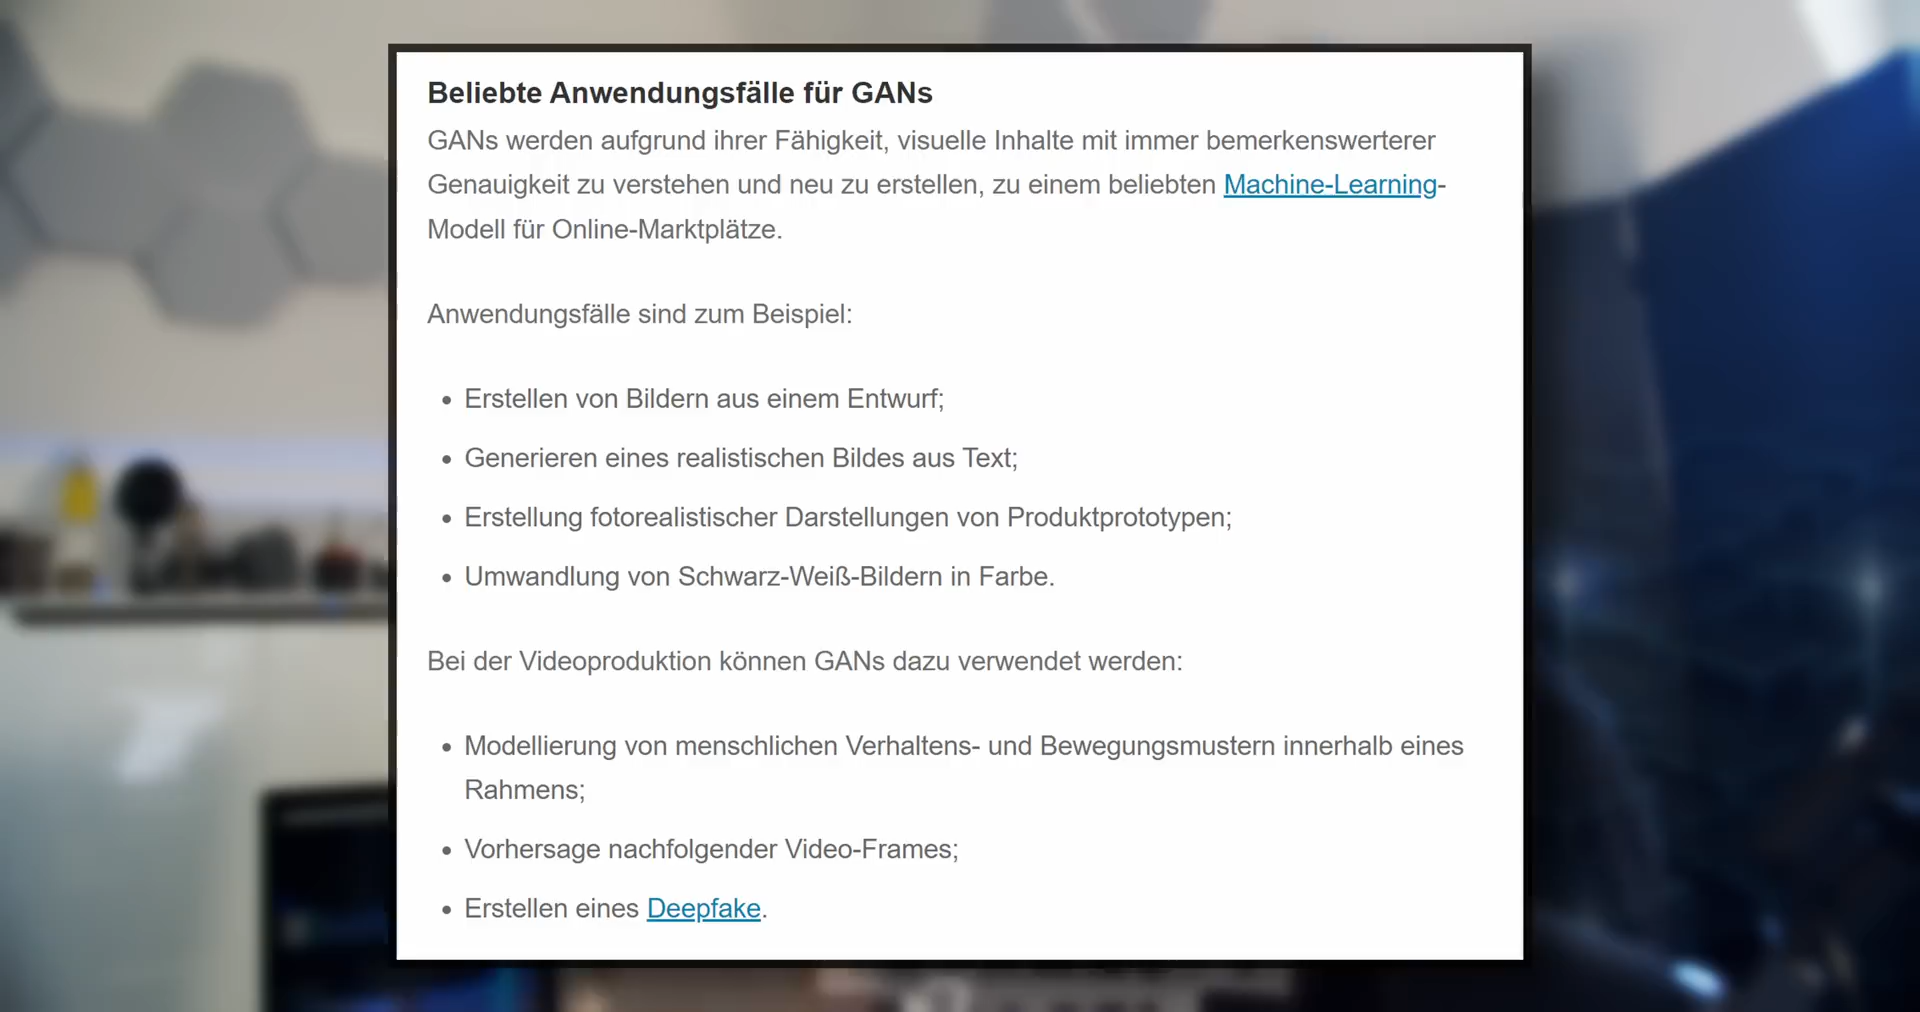 Beliebte Anwendungsfälle für GANs
GANs werden aufgrund ihrer Fähigkeit, visuelle Inhalte mit immer bemerkenswerterer
Genauigkeit zu verstehen und neu zu erstellen, zu einem beliebten Machine-Learning-
Modell für Online-Marktplätze.
Anwendungsfälle sind zum Beispiel:
• Erstellen von Bildern aus einem Entwurf;
• Generieren eines realistischen Bildes aus Text;
• Erstellung fotorealistischer Darstellungen von Produktprototypen;
• Umwandlung von Schwarz-Weiß-Bildern in Farbe.
Bei der Videoproduktion können GANs dazu verwendet werden:
• Modellierung von menschlichen Verhaltens- und Bewegungsmustern innerhalb eines
Rahmens;
• Vorhersage nachfolgender Video-Frames;
• Erstellen eines Deepfake.